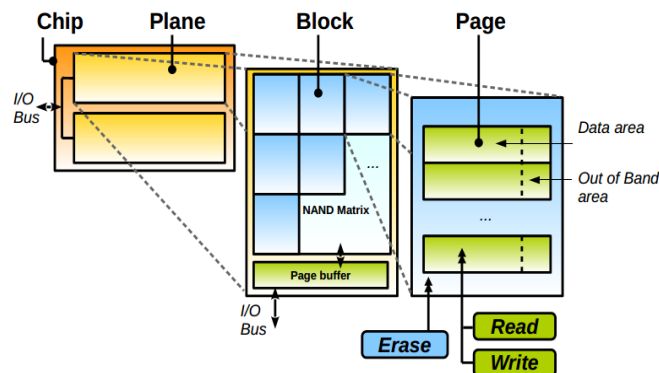 Chip
Plane
Block
Page
I/O
Bus
Data area
Out of Band
area
...
NAND Matrix
...
Page buffer
I/O
Bus
Erase
Read
Write